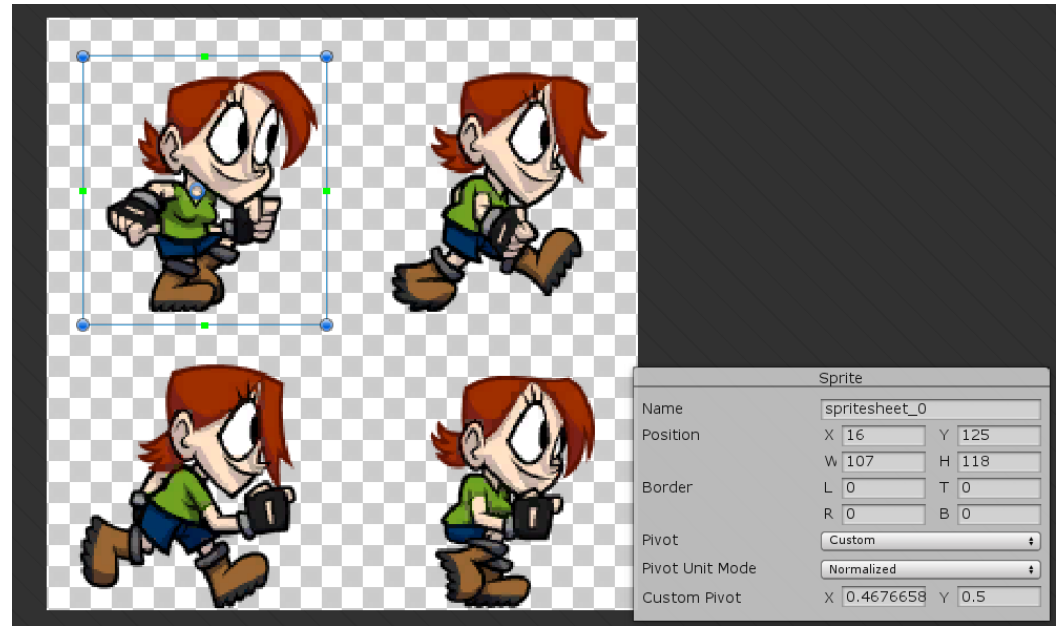 Sprite
Name spritesheet_0
Position X 16 Y 125
W 107 H 118
Border L 0 T 0
R 0 B 0
Pivot Custom
Pivot Unit Mode Normalized
Custom Pivot X 0.4676658 Y 0.5